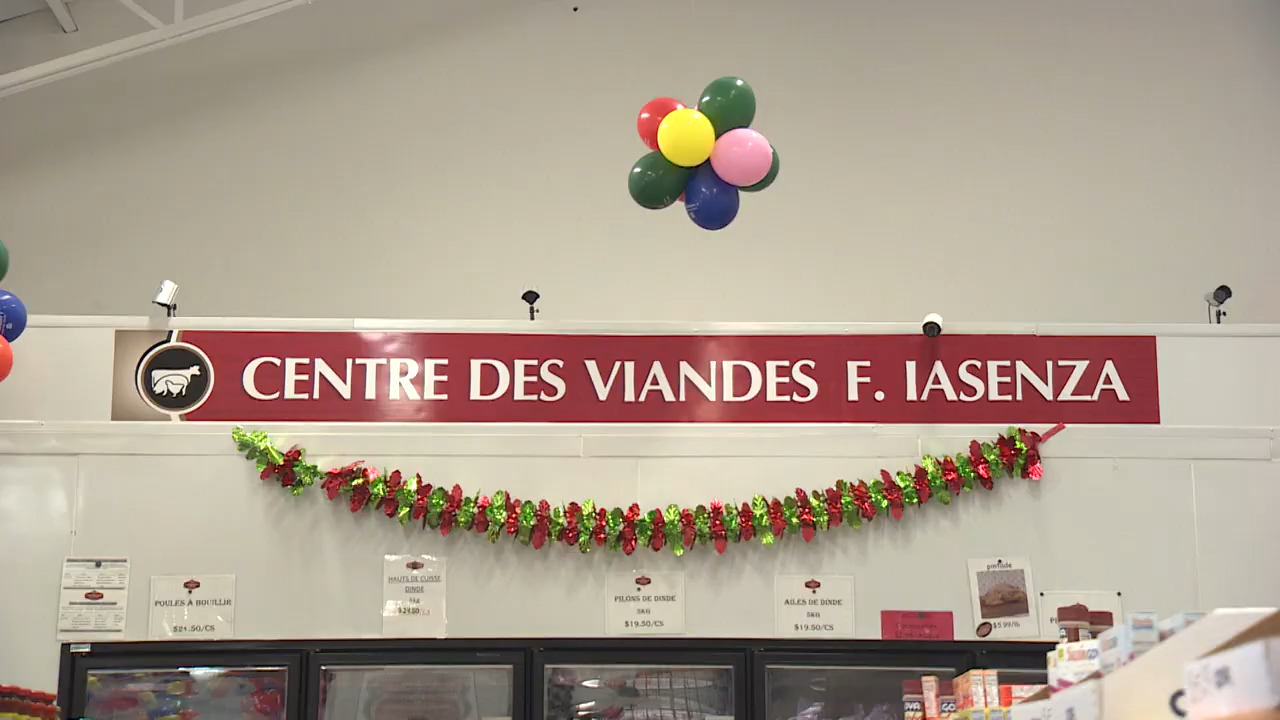 CENTRE DES VIANDES F. IASENZA
POULES À BOUILLIR
$24.50/CS
HAUTS DE CUISSE
DINDE
5KG
PILONS DE DINDE
5KG
$19.50/CS
AILES DE DINDE
5KG
$19.50/CS
pintade
$5.99/lb